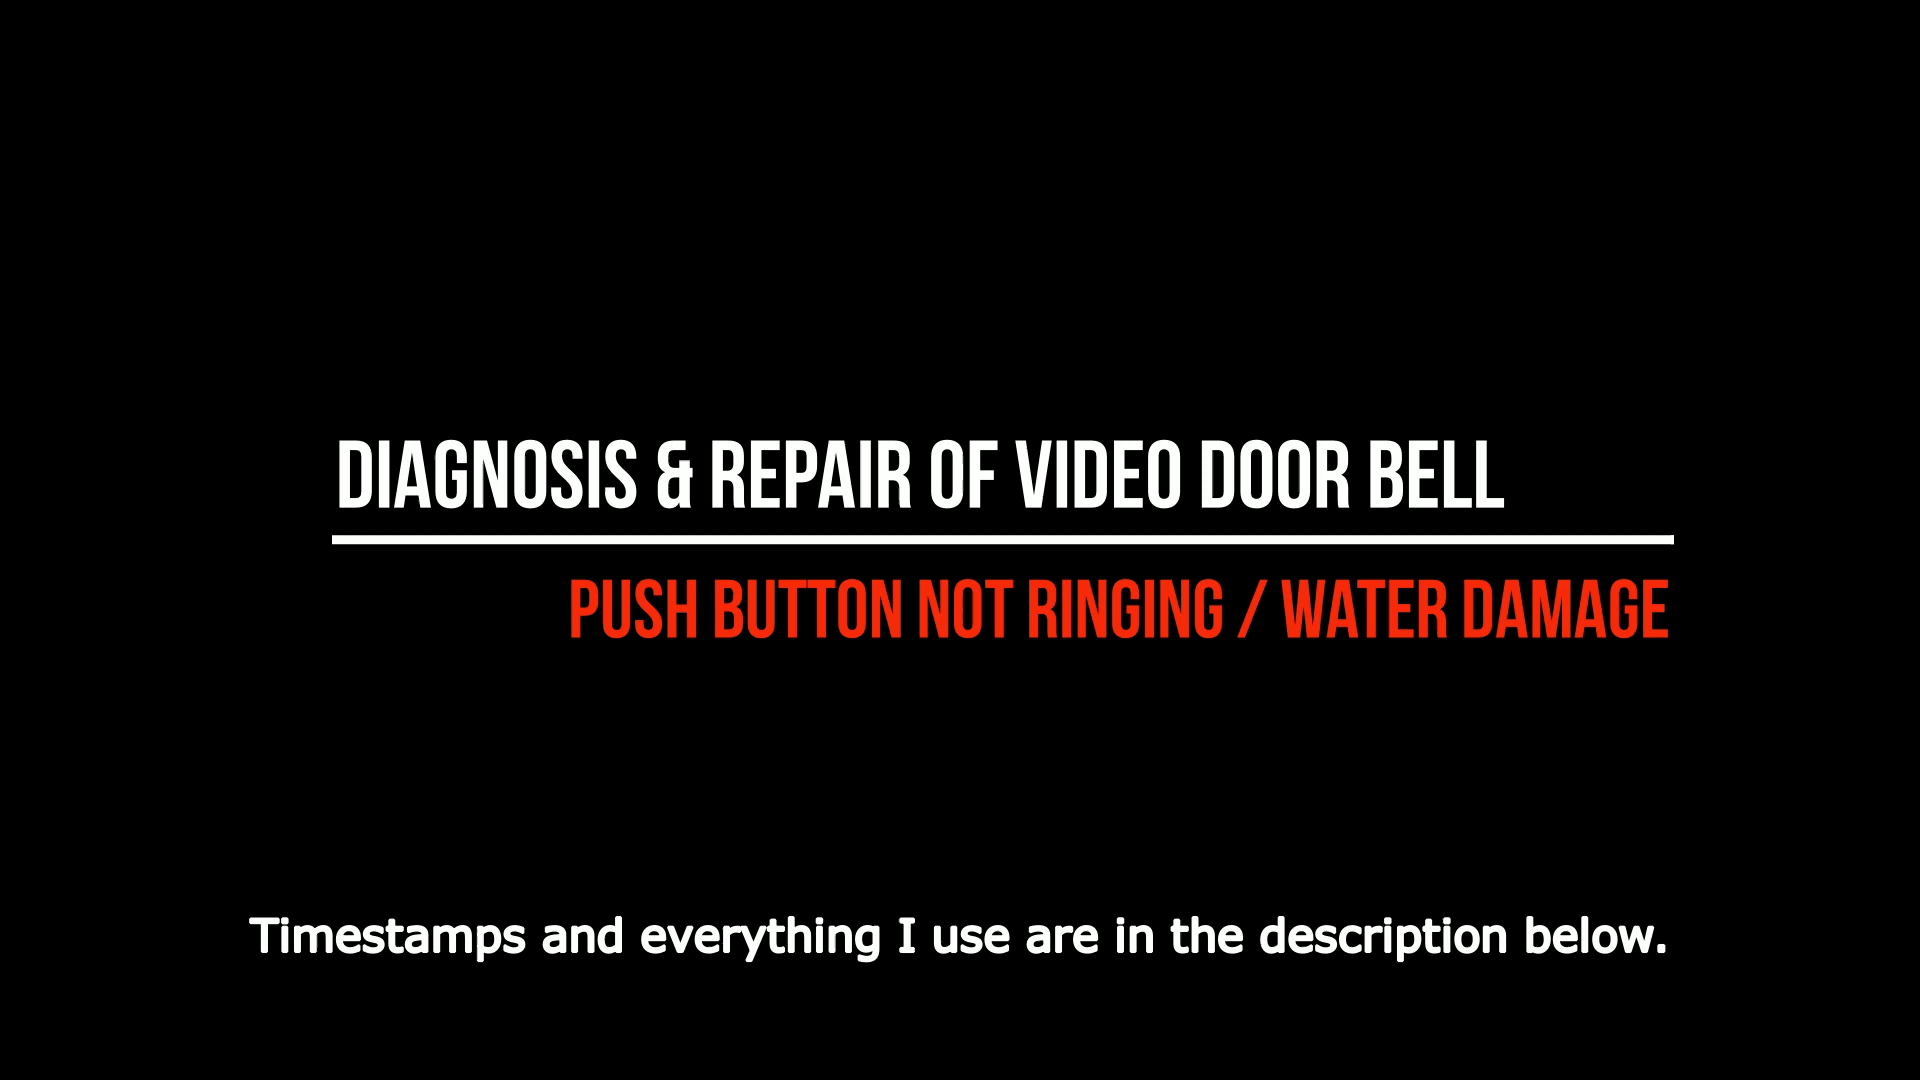 DIAGNOSIS & REPAIR OF VIDEO DOOR BELL
PUSH BUTTON NOT RINGING / WATER DAMAGE
Timestamps and everything I use are in the description below.